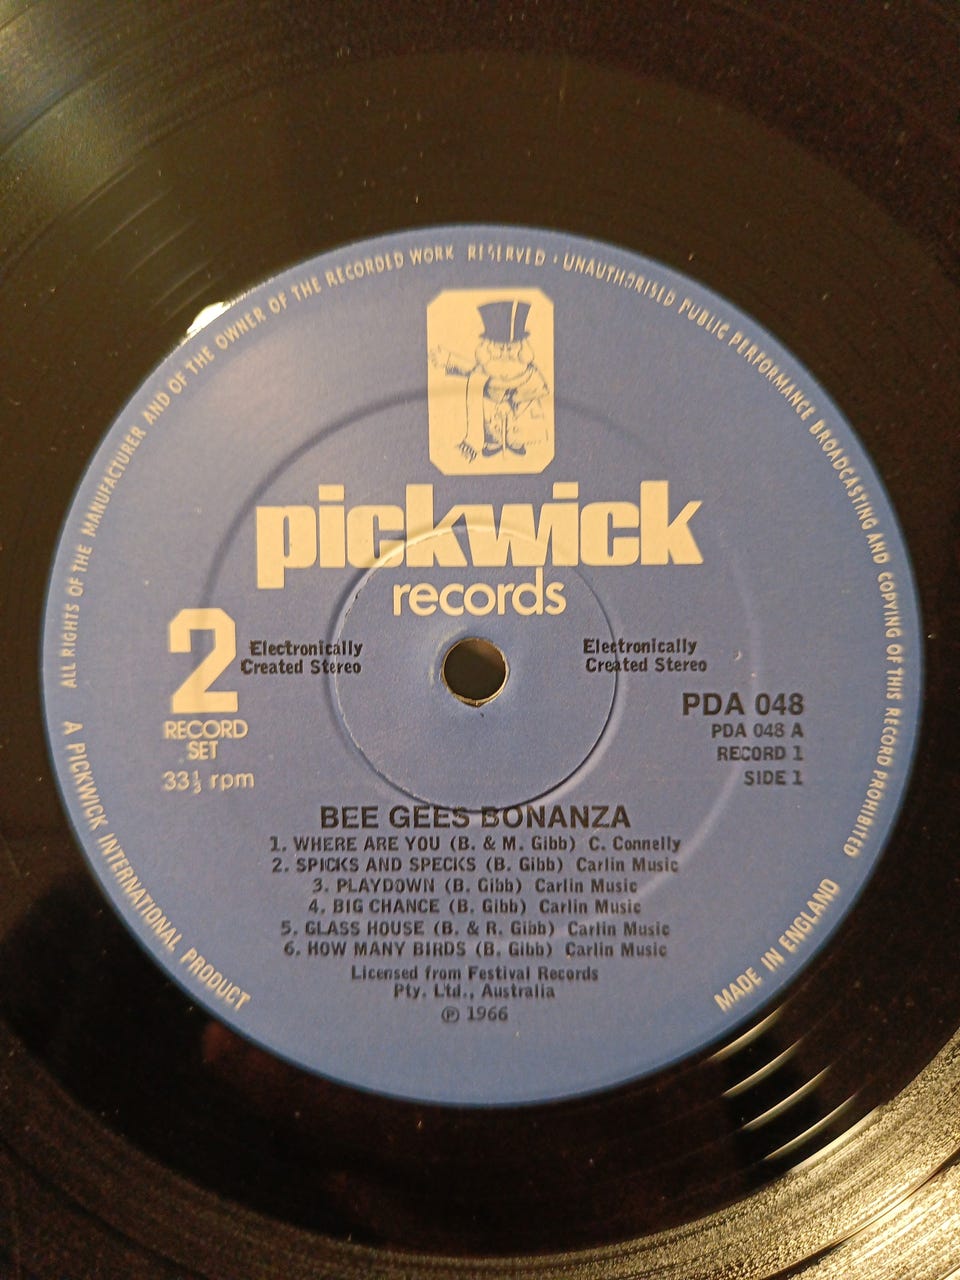 ALL RIGHTS OF THE MANUFACTURER AND OF THE OWNER OF THE RECORDED WORK RESERVED · UNAUTHORISED PUBLIC PERFORMANCE BROADCASTING AND COPYING OF THIS RECORD PROHIBITED
pickwick
records
2
RECORD
SET
33⅓ rpm
Electronically
Created Stereo
Electronically
Created Stereo
PDA 048
PDA 048 A
RECORD 1
SIDE 1
BEE GEES BONANZA
1. WHERE ARE YOU (B. & M. Gibb) C. Connelly
2. SPICKS AND SPECKS (B. Gibb) Carlin Music
3. PLAYDOWN (B. Gibb) Carlin Music
4. BIG CHANCE (B. Gibb) Carlin Music
5. GLASS HOUSE (B. & R. Gibb) Carlin Music
6. HOW MANY BIRDS (B. Gibb) Carlin Music
Licensed from Festival Records
Pty. Ltd., Australia
℗ 1966
A PICKWICK INTERNATIONAL PRODUCT
MADE IN ENGLAND